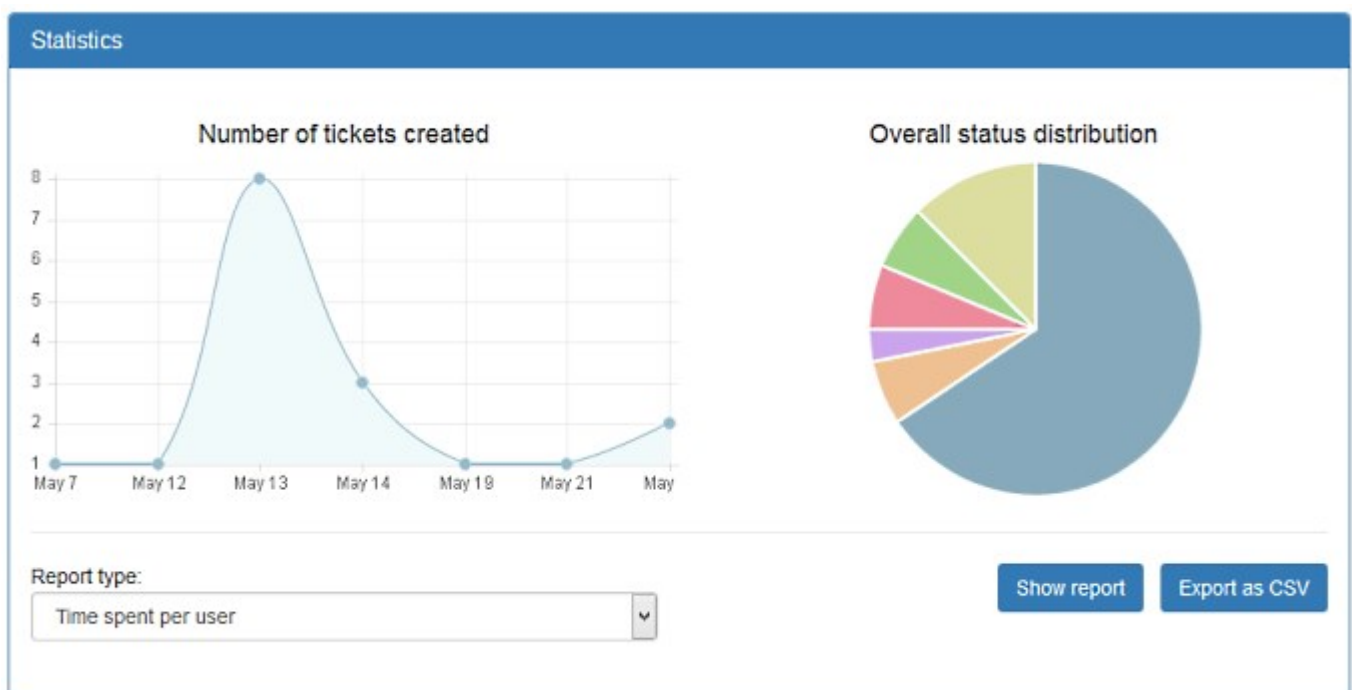 Statistics
Number of tickets created
8
7
6
5
4
3
2
1
May 7 May 12 May 13 May 14 May 19 May 21 May
Overall status distribution
Report type:
Time spent per user
Show report Export as CSV